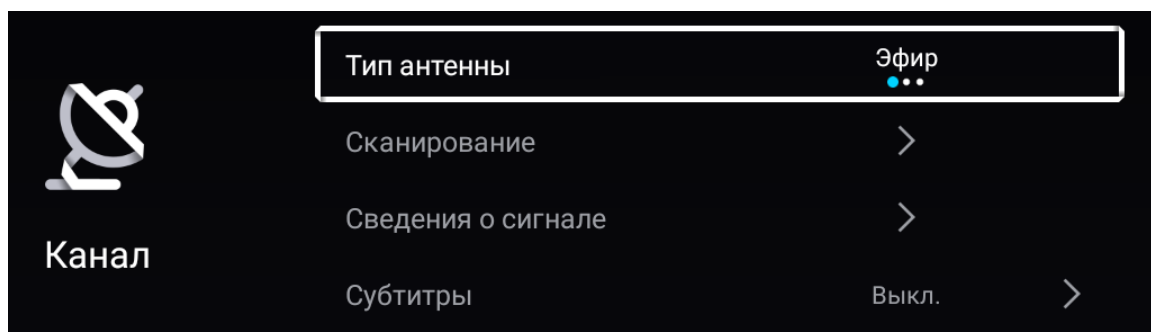 Тип антенны Эфир
Сканирование
Сведения о сигнале
Канал
Субтитры Выкл.